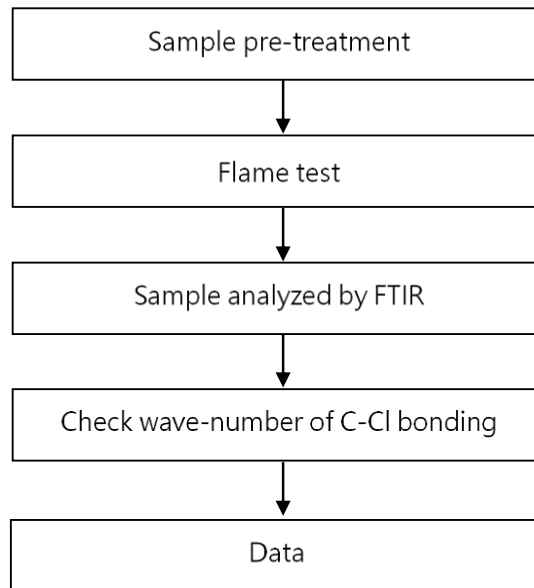 Sample pre-treatment
Flame test
Sample analyzed by FTIR
Check wave-number of C-Cl bonding
Data